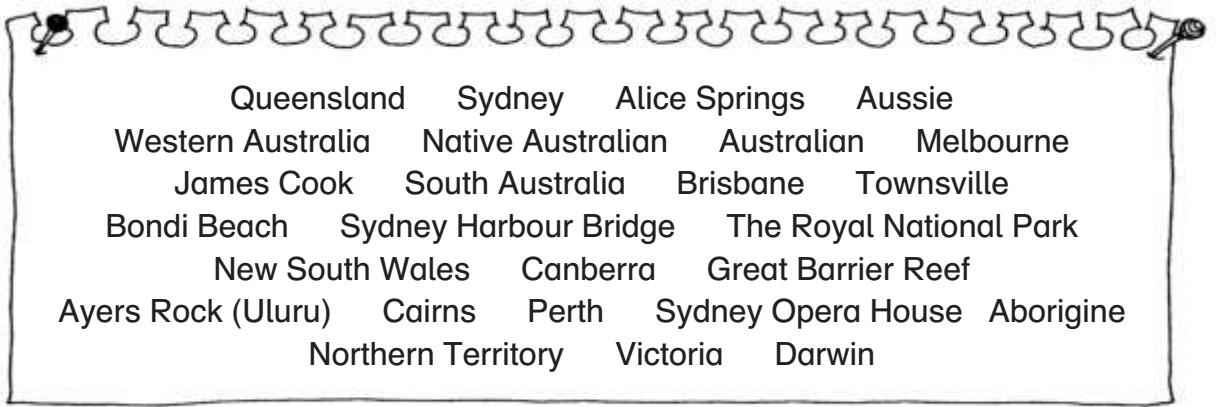 Queensland Sydney Alice Springs Aussie
Western Australia Native Australian Australian Melbourne
James Cook South Australia Brisbane Townsville
Bondi Beach Sydney Harbour Bridge The Royal National Park
New South Wales Canberra Great Barrier Reef
Ayers Rock (Uluru) Cairns Perth Sydney Opera House Aborigine
Northern Territory Victoria Darwin